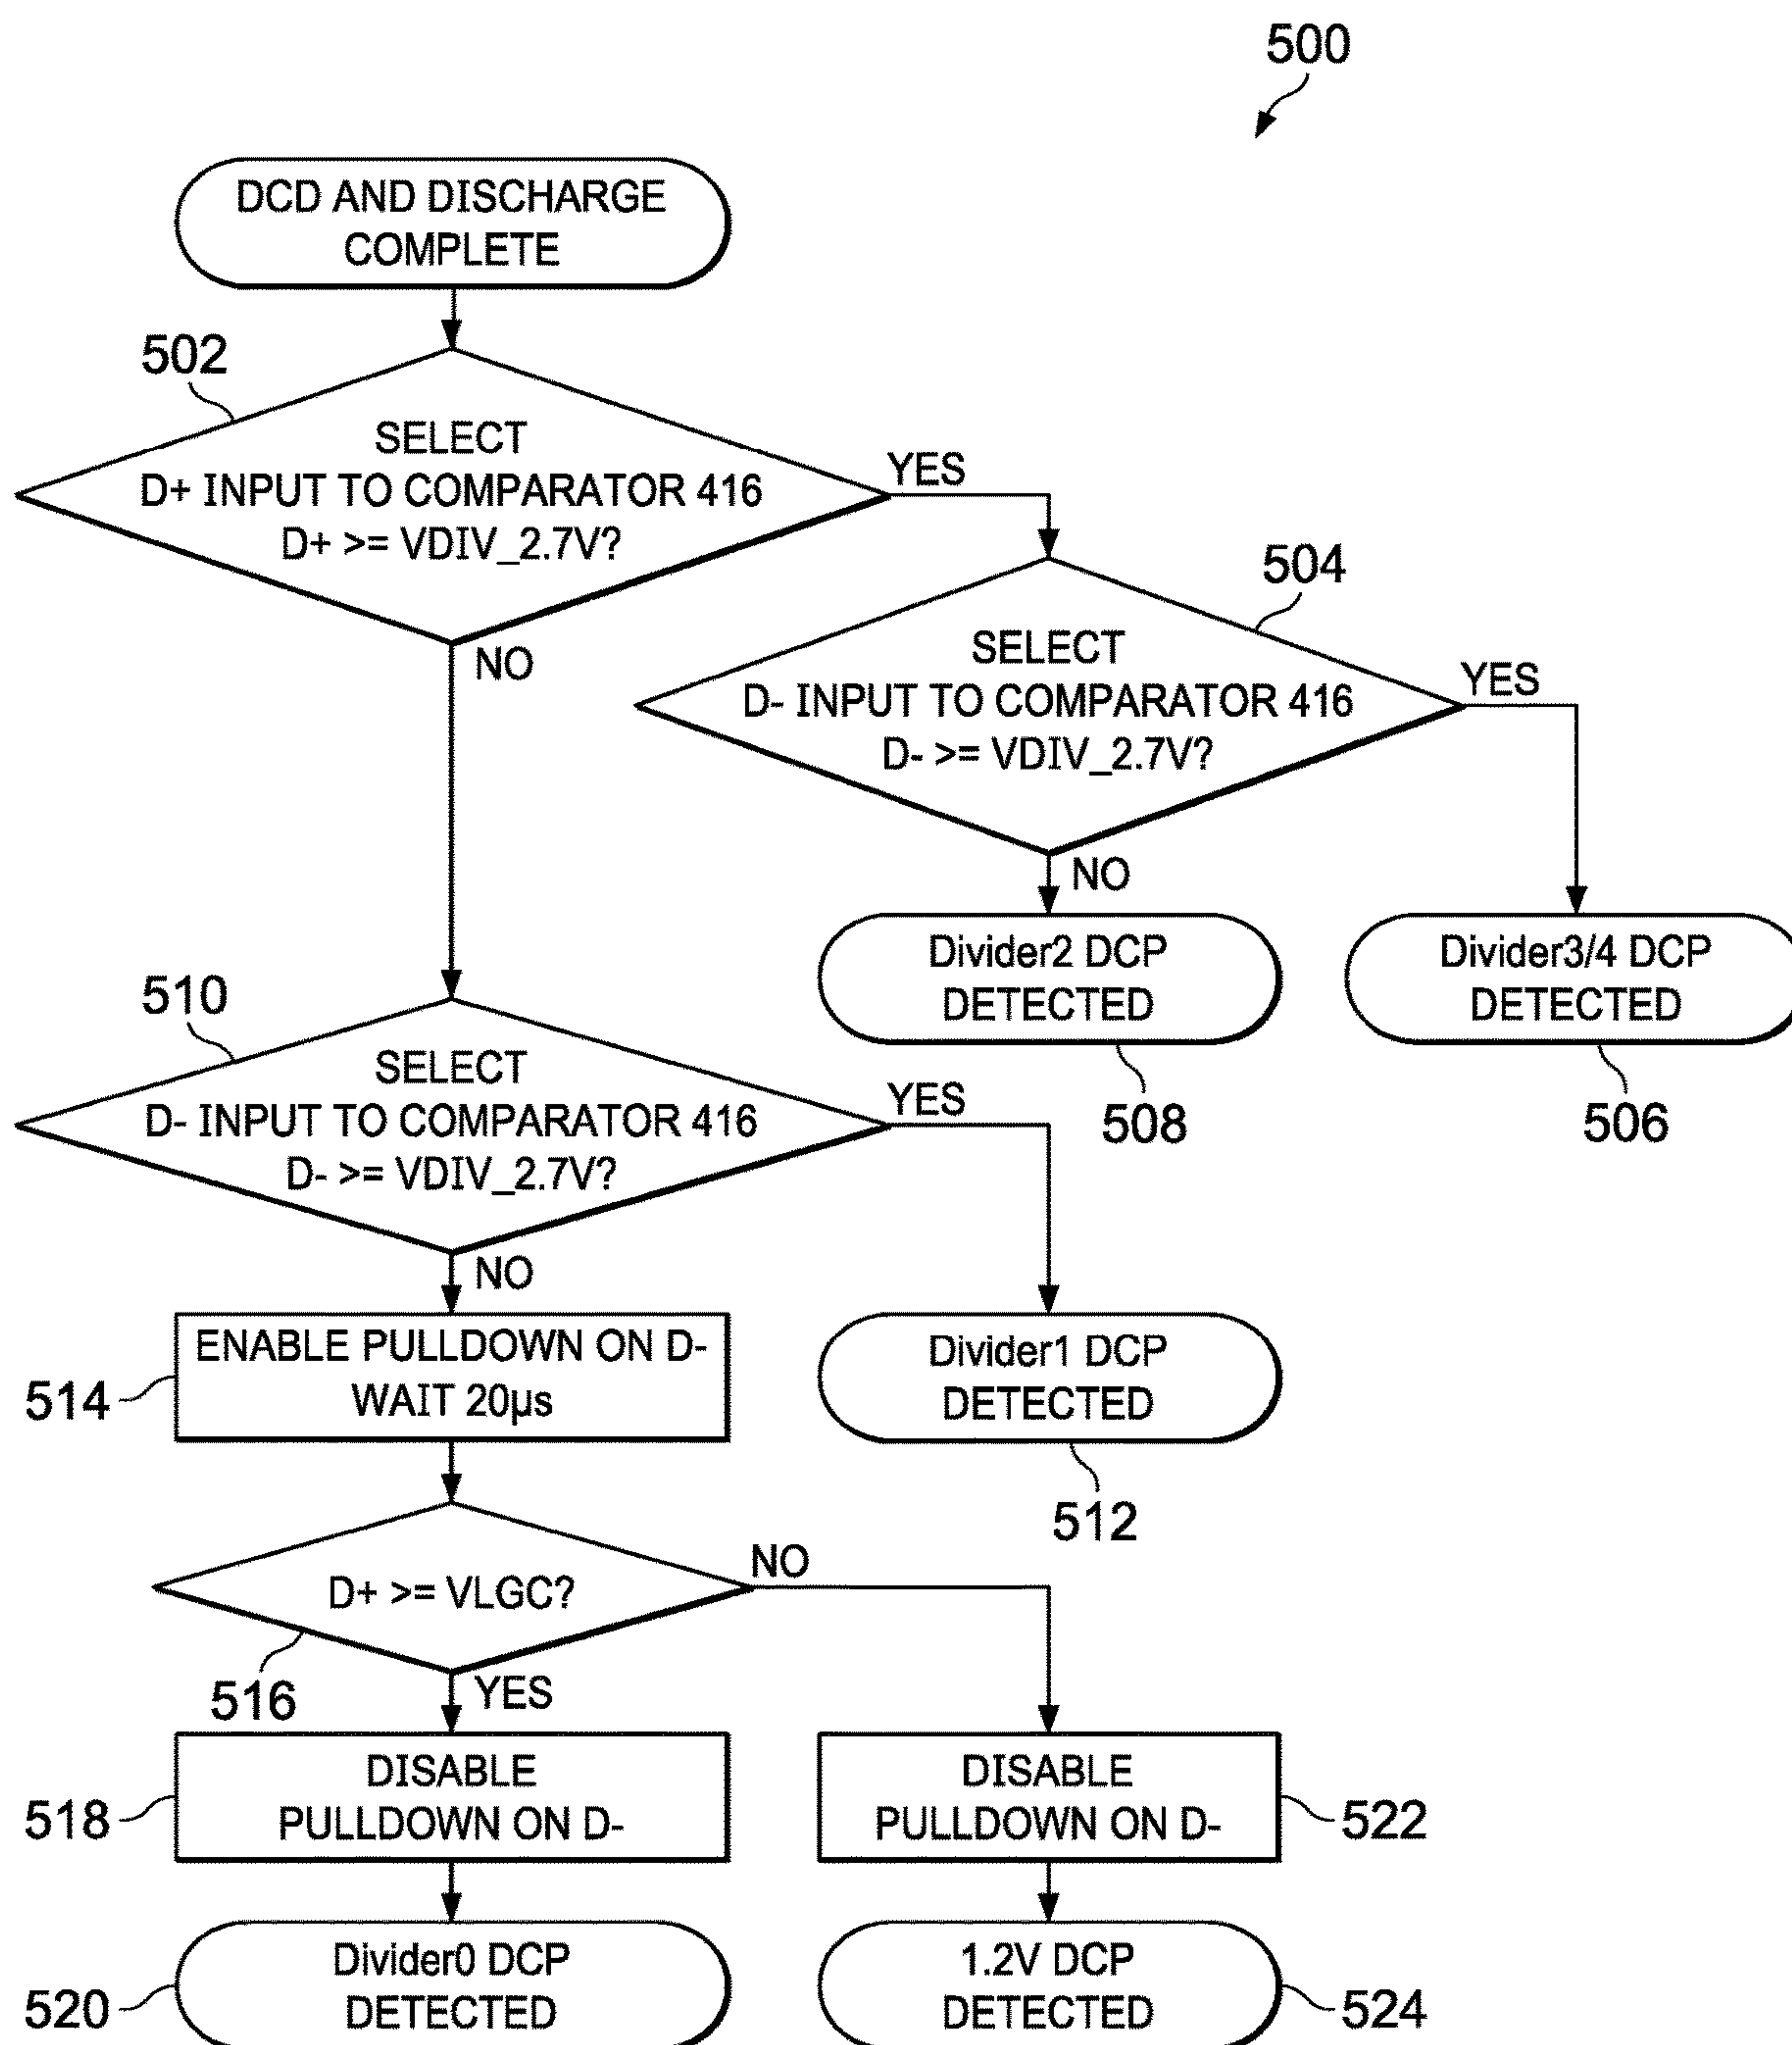 500
DCD AND DISCHARGE
COMPLETE
502
SELECT
D+ INPUT TO COMPARATOR 416
D+ >= VDIV_2.7V?
YES
NO
504
SELECT
D- INPUT TO COMPARATOR 416
D- >= VDIV_2.7V?
YES
NO
Divider2 DCP
DETECTED
508
Divider3/4 DCP
DETECTED
506
510
SELECT
D- INPUT TO COMPARATOR 416
D- >= VDIV_2.7V?
YES
NO
514
ENABLE PULLDOWN ON D-
WAIT 20µs
Divider1 DCP
DETECTED
512
D+ >= VLGC?
NO
516
YES
518
DISABLE
PULLDOWN ON D-
DISABLE
PULLDOWN ON D-
522
520
Divider0 DCP
DETECTED
1.2V DCP
DETECTED
524